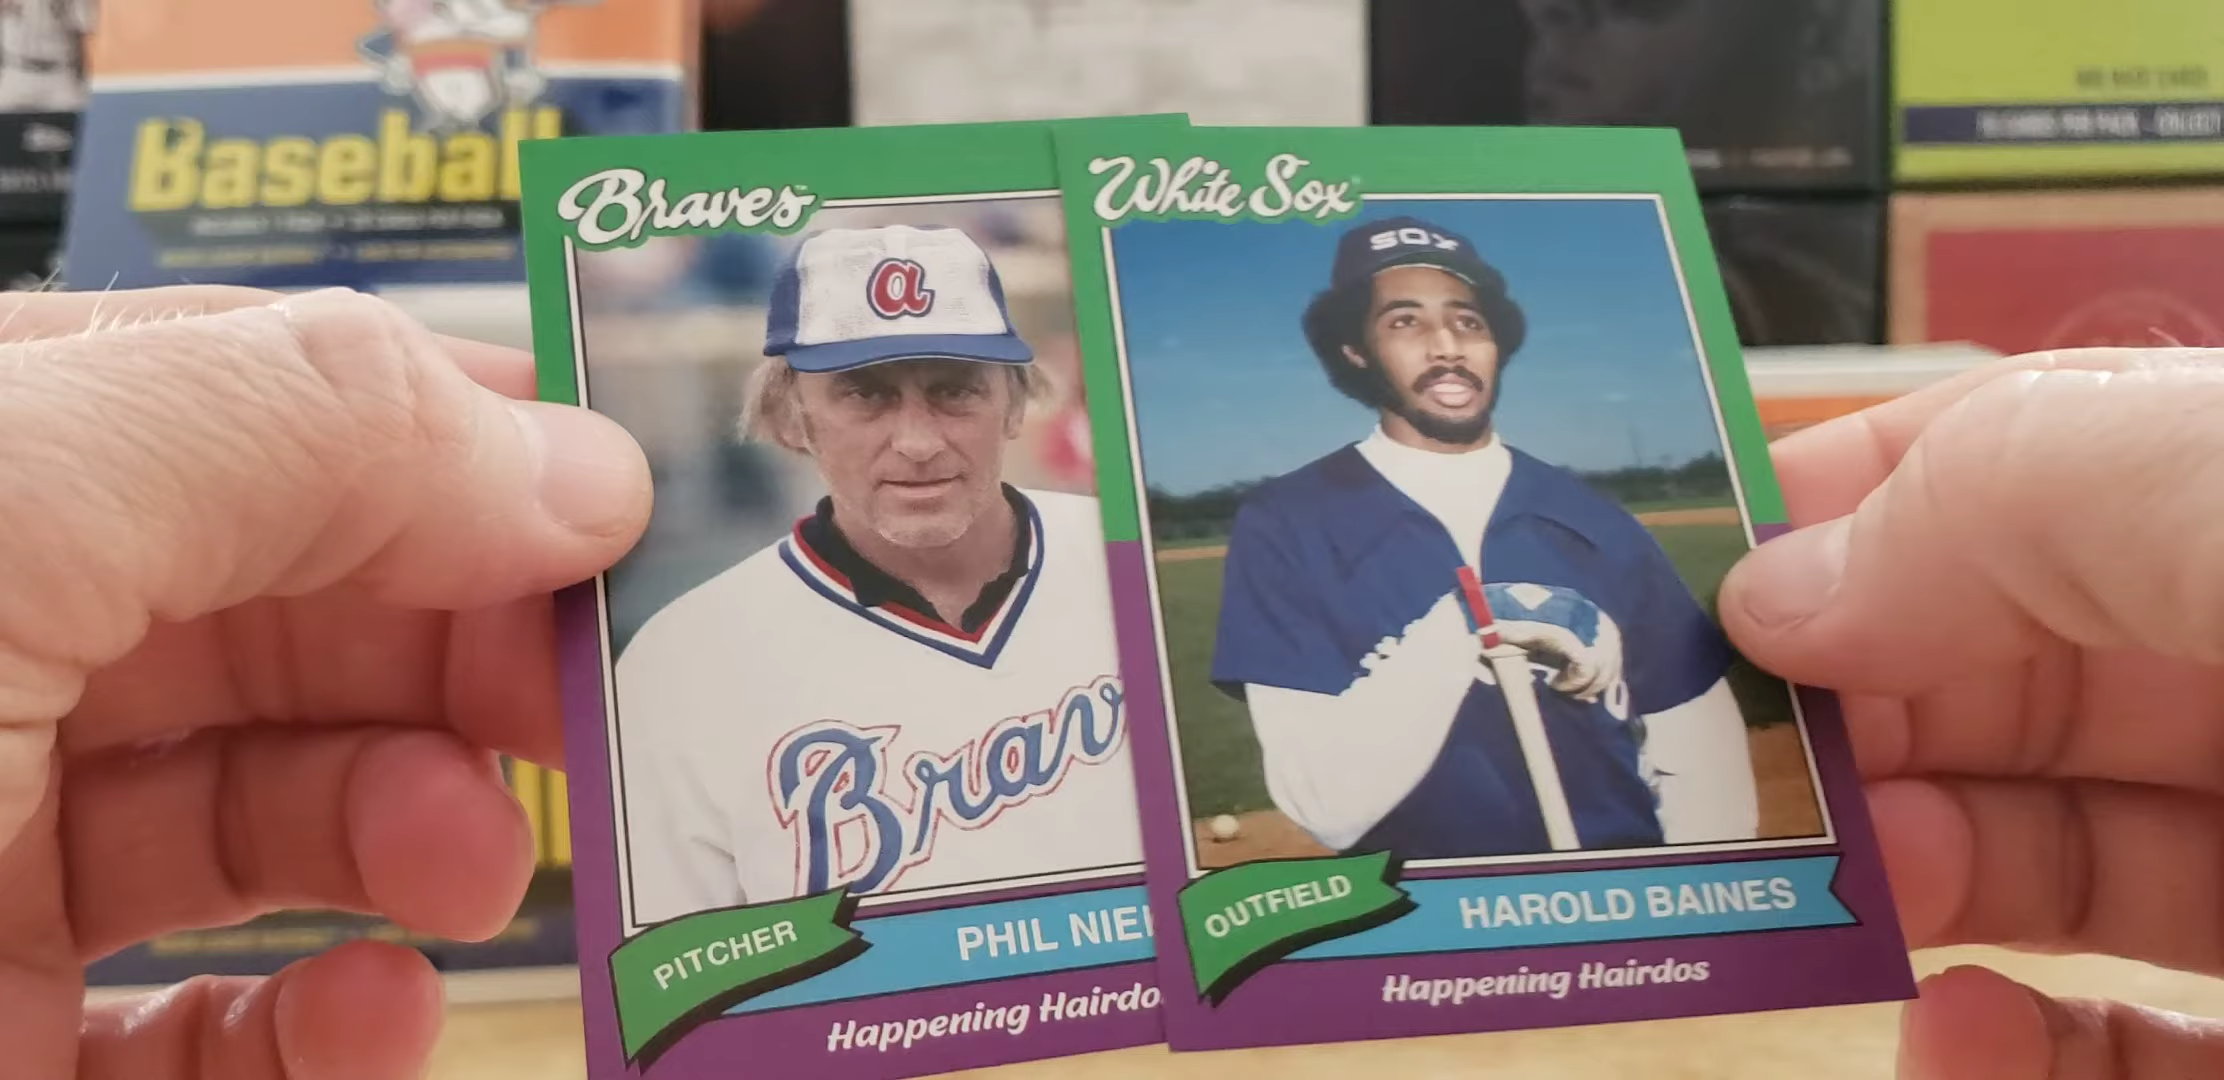 Baseball
Braves
a
Brav
PITCHER
PHIL NIE
Happening Hairdo
White Sox
SOX
OUTFIELD
HAROLD BAINES
Happening Hairdos